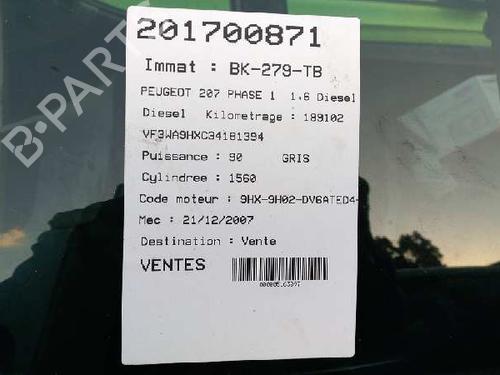 201700871
Immat : BK-279-TB
PEUGEOT 207 PHASE 1 1.6 Diesel
Diesel Kilometrage : 189102
VF3WA9HXC34181394
Puissance : 90 GRIS
Cylindree : 1560
Code moteur : 9HX-9H02-DV6ATED4-
Mec : 21/12/2007
Destination : Vente
VENTES